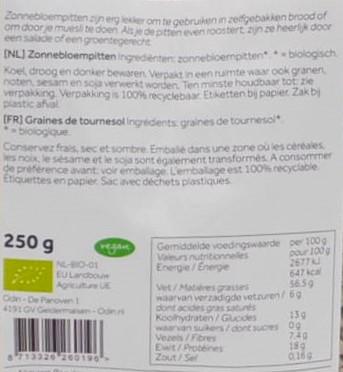 Zonnebloempitten zijn erg lekker om te gebruiken in zelfgebakken brood of
om door je muesli te doen. Als je de pitten even roostert, zijn ze heerlijk door
een salade of een groentegerecht.
[NL] Zonnebloempitten Ingrediënten: zonnebloempitten*. * = biologisch.
Koel, droog en donker bewaren. Verpakt in een ruimte waar ook granen,
noten, sesam en soja verwerkt worden. Ten minste houdbaar tot: zie
verpakking. Verpakking is 100% recyclebaar. Etiketten bij papier. Zak bij
plastic afval.
[FR] Graines de tournesol Ingrédients: graines de tournesol*.
* = biologique.
Conservez frais, sec et sombre. Emballé dans une zone où les céréales,
les noix, le sésame et le soja sont également transformés. A consommer
de préférence avant: voir emballage. L'emballage est 100% recyclable.
Étiquettes en papier. Sac avec déchets plastiques.
250 g
vegan
NL-BIO-01
EU Landbouw
Agriculture UE
Odin - De Panoven 1
4191 GV Geldermalsen - Odin.nl
8 713326 260196 >
Gemiddelde voedingswaarde per 100 g
Valeurs nutritionnelles pour 100 g
Energie / Énergie 2677 kJ
647 kcal
Vet / Matières grasses 56.5 g
waarvan verzadigde vetzuren / 6 g
dont acides gras saturés
Koolhydraten / Glucides 13 g
waarvan suikers / dont sucres 0 g
Vezels / Fibres 7.4 g
Eiwit / Protéines 18 g
Zout / Sel 0,16 g